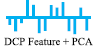 DCP Feature + PCA